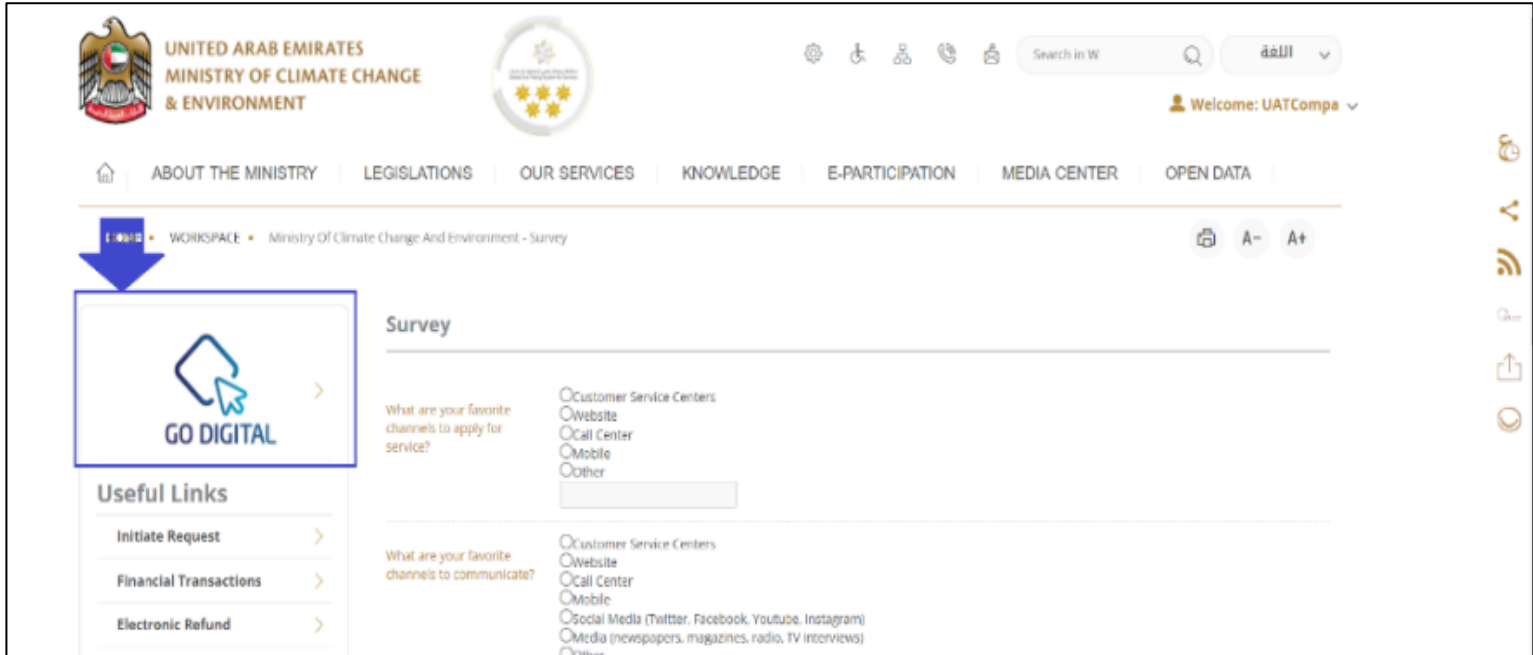 UNITED ARAB EMIRATES
MINISTRY OF CLIMATE CHANGE
& ENVIRONMENT
Search in W
اللغة
Welcome: UATCompa
ABOUT THE MINISTRY
LEGISLATIONS
OUR SERVICES
KNOWLEDGE
E-PARTICIPATION
MEDIA CENTER
OPEN DATA
WORKSPACE
Ministry Of Climate Change And Environment - Survey
A-
A+
GO DIGITAL
Useful Links
Initiate Request
Financial Transactions
Electronic Refund
Survey
What are your favorite
channels to apply for
service?
Customer Service Centers
Website
Call Center
Mobile
Other
What are your favorite
channels to communicate?
Customer Service Centers
Website
Call Center
Mobile
Social Media (Twitter, Facebook, Youtube, Instagram)
Media (newspapers, magazines, radio, TV interviews)
Other